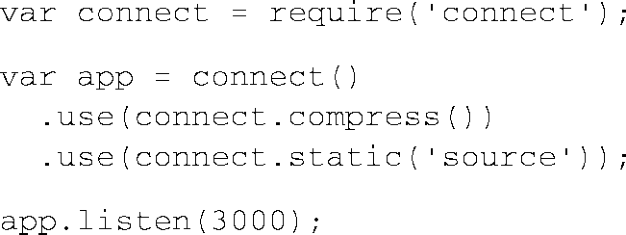 var connect = require('connect');
var app = connect()
.use(connect.compress())
.use(connect.static('source'));
app.listen(3000);